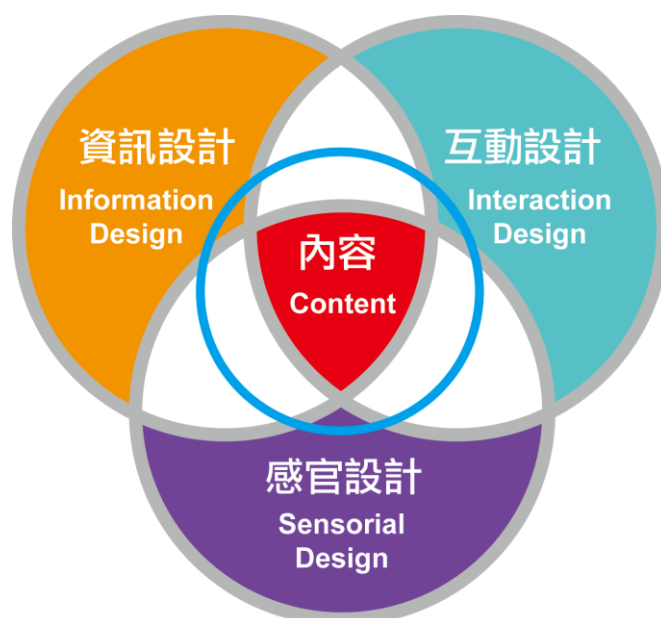 資訊設計
Information
Design
互動設計
Interaction
Design
內容
Content
感官設計
Sensorial
Design